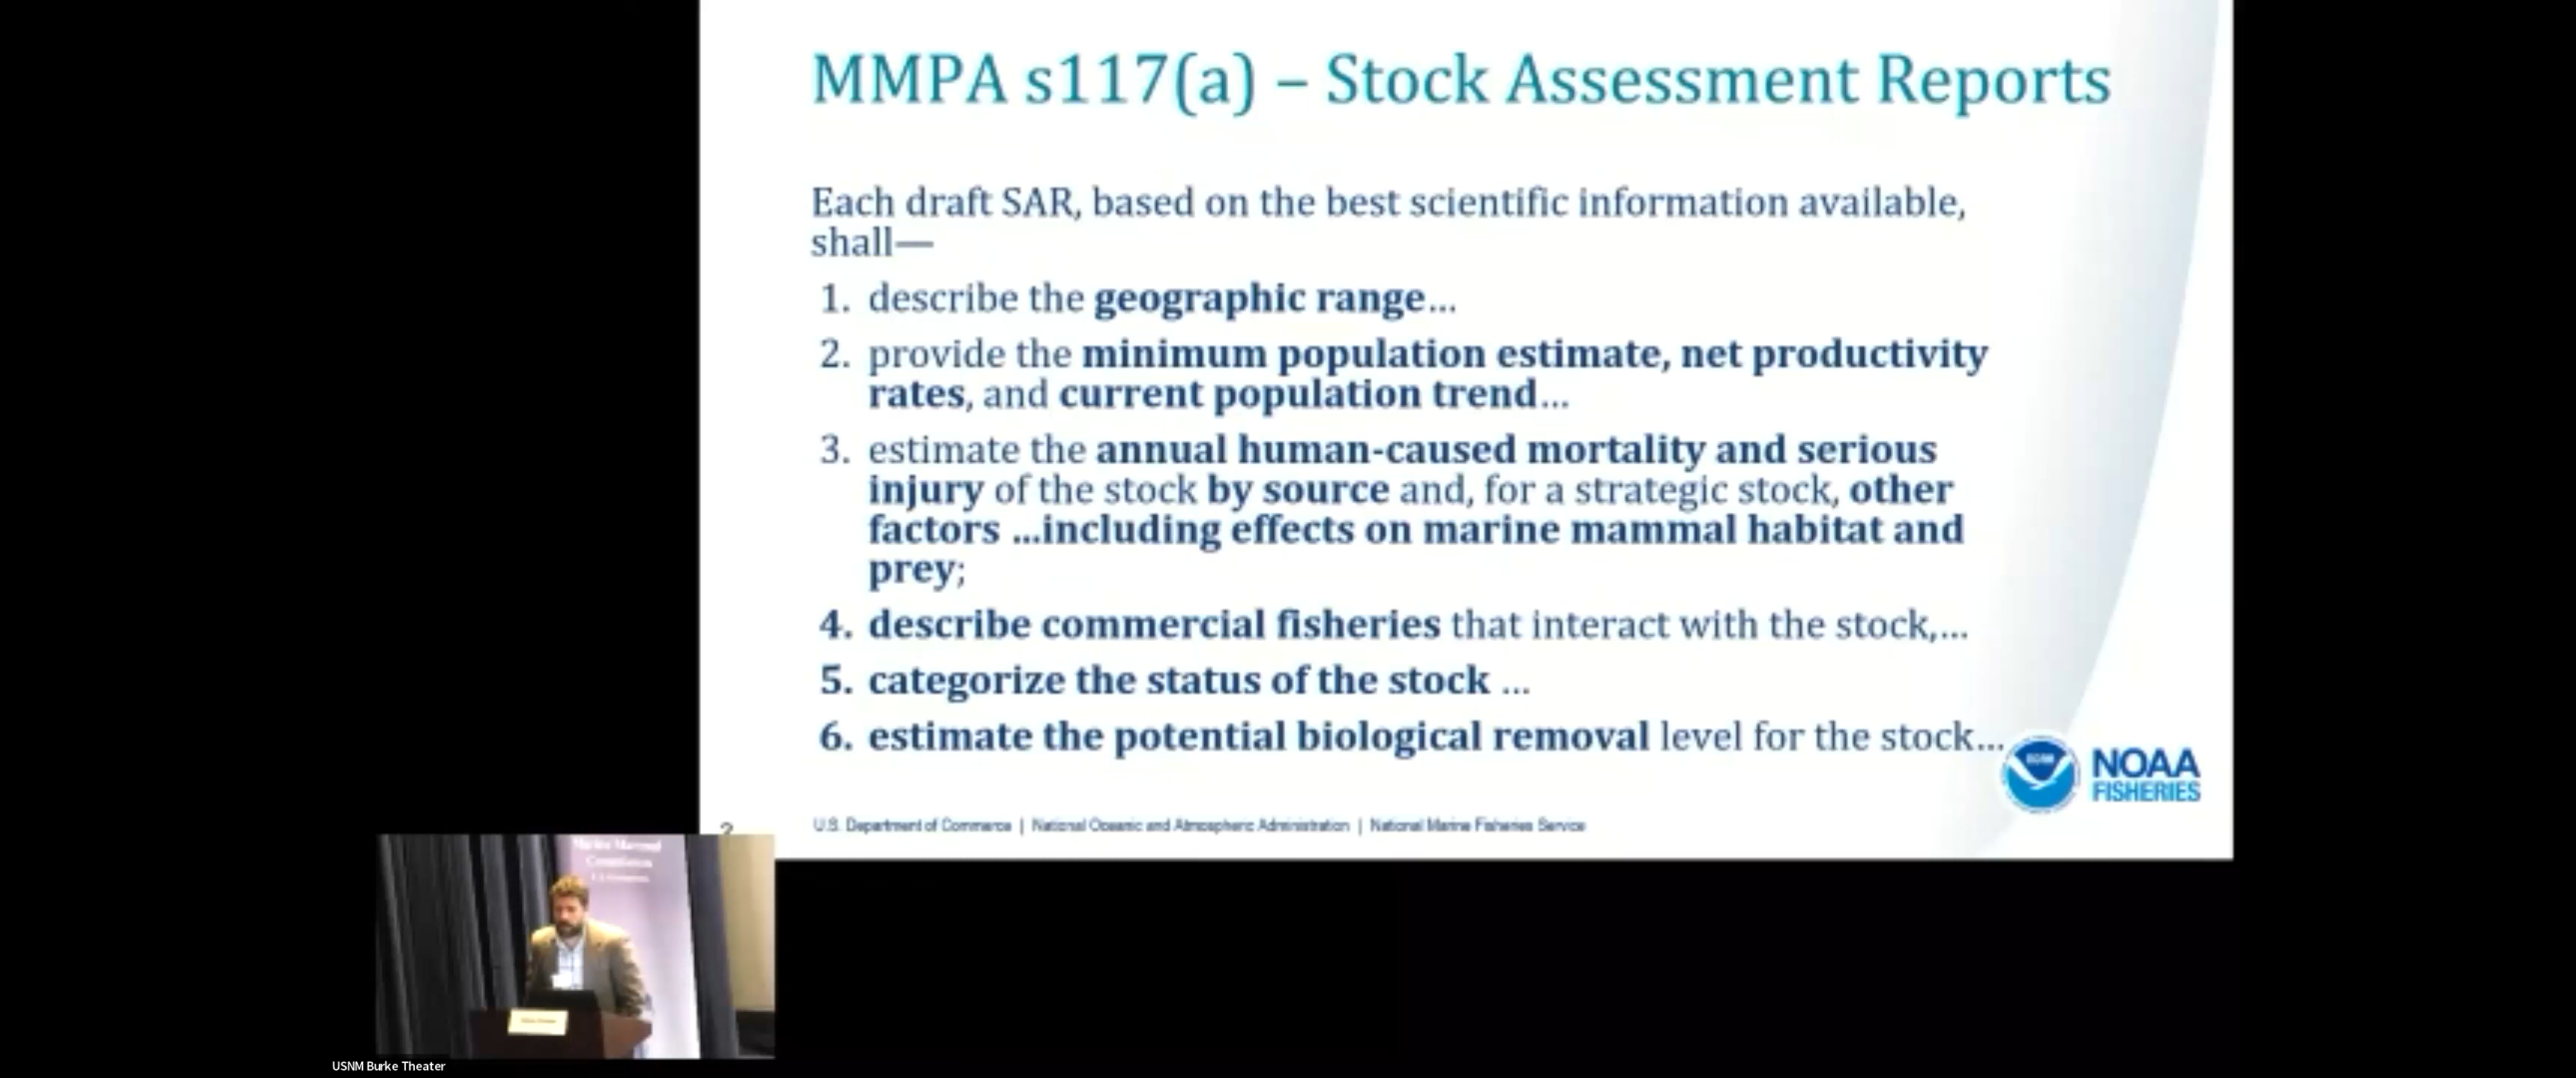 MMPA s117(a) – Stock Assessment Reports
Each draft SAR, based on the best scientific information available,
shall—
1. describe the geographic range...
2. provide the minimum population estimate, net productivity
rates, and current population trend...
3. estimate the annual human-caused mortality and serious
injury of the stock by source and, for a strategic stock, other
factors ...including effects on marine mammal habitat and
prey;
4. describe commercial fisheries that interact with the stock,...
5. categorize the status of the stock ...
6. estimate the potential biological removal level for the stock...
NOAA
FISHERIES
U.S. Department of Commerce | National Oceanic and Atmospheric Administration | National Marine Fisheries Service
2
Marine Mammal
Commission
USNM Burke Theater